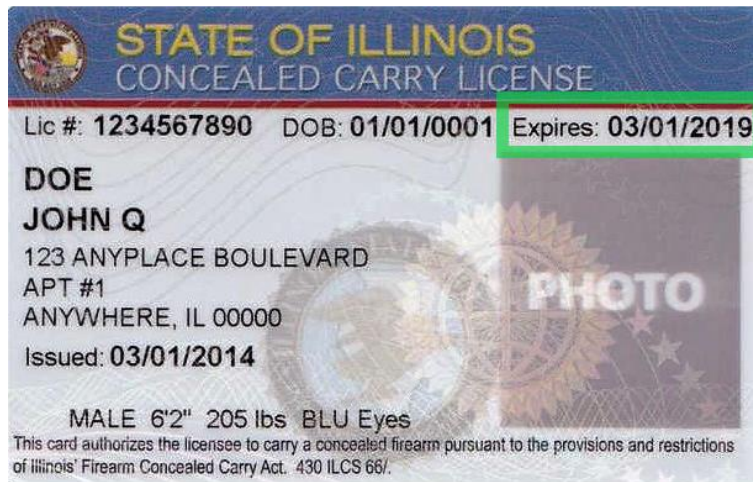 STATE OF ILLINOIS
CONCEALED CARRY LICENSE
Lic #: 1234567890 DOB: 01/01/0001 Expires: 03/01/2019
DOE
JOHN Q
123 ANYPLACE BOULEVARD
APT #1
ANYWHERE, IL 00000
PHOTO
Issued: 03/01/2014
MALE 6'2" 205 lbs BLU Eyes
This card authorizes the licensee to carry a concealed firearm pursuant to the provisions and restrictions
of Illinois' Firearm Concealed Carry Act. 430 ILCS 66/.